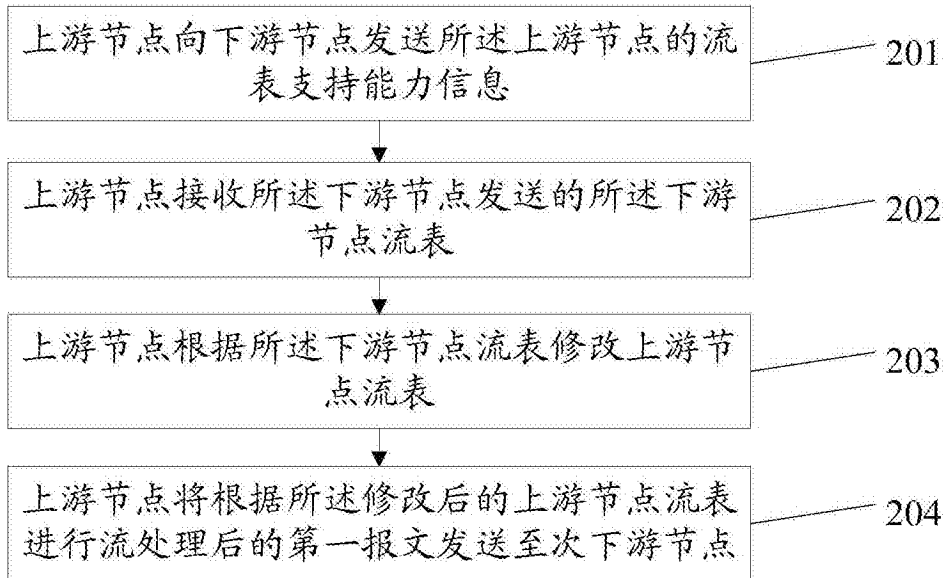 上游节点向下游节点发送所述上游节点的流
表支持能力信息
201
上游节点接收所述下游节点发送的所述下游
节点流表
202
上游节点根据所述下游节点流表修改上游节
点流表
203
上游节点将根据所述修改后的上游节点流表
进行流处理后的第一报文发送至次下游节点
204